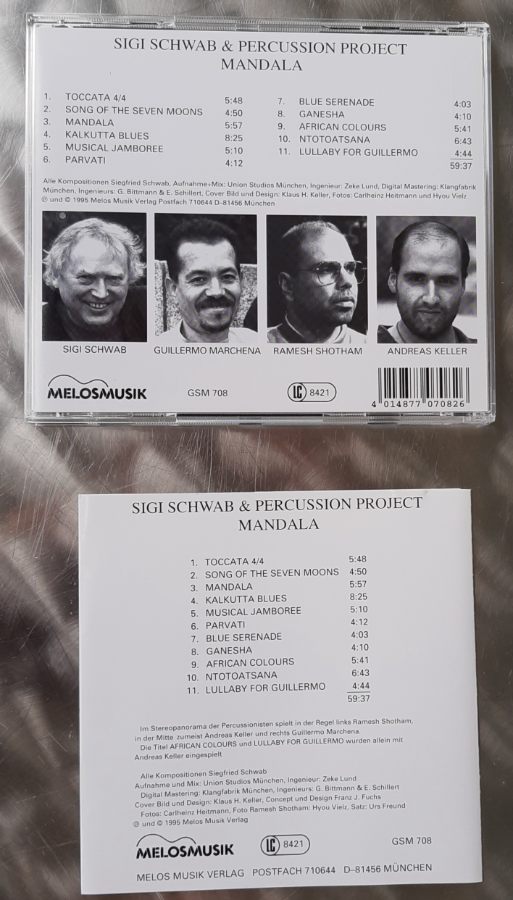 SIGI SCHWAB & PERCUSSION PROJECT
MANDALA
1. TOCCATA 4/4 5:48
2. SONG OF THE SEVEN MOONS 4:50
3. MANDALA 5:57
4. KALKUTTA BLUES 8:25
5. MUSICAL JAMBOREE 5:10
6. PARVATI 4:12
7. BLUE SERENADE 4:03
8. GANESHA 4:10
9. AFRICAN COLOURS 5:41
10. NTOTOATSANA 6:43
11. LULLABY FOR GUILLERMO 4:44
59:37
Alle Kompositionen Siegfried Schwab, Aufnahme+Mix: Union Studios München, Ingenieur: Zeke Lund, Digital Mastering: Klangfabrik
München, Ingenieurs: G. Bittmann & E. Schillert, Cover Bild und Design: Klaus H. Keller, Fotos: Carlheinz Heitmann und Hyou Vielz
℗ und © 1995 Melos Musik Verlag Postfach 710644 D-81456 München
SIGI SCHWAB
GUILLERMO MARCHENA
RAMESH SHOTHAM
ANDREAS KELLER
MELOSMUSIK
GSM 708
LC 8421
4 014877 070826
SIGI SCHWAB & PERCUSSION PROJECT
MANDALA
1. TOCCATA 4/4 5:48
2. SONG OF THE SEVEN MOONS 4:50
3. MANDALA 5:57
4. KALKUTTA BLUES 8:25
5. MUSICAL JAMBOREE 5:10
6. PARVATI 4:12
7. BLUE SERENADE 4:03
8. GANESHA 4:10
9. AFRICAN COLOURS 5:41
10. NTOTOATSANA 6:43
11. LULLABY FOR GUILLERMO 4:44
59:37
Im Stereopanorama der Percussionisten spielt in der Regel links Ramesh Shotham,
in der Mitte zumeist Andreas Keller und rechts Guillermo Marchena.
Die Titel AFRICAN COLOURS und LULLABY FOR GUILLERMO wurden allein mit
Andreas Keller eingespielt
Alle Kompositionen Siegfried Schwab
Aufnahme und Mix: Union Studios München, Ingenieur: Zeke Lund
Digital Mastering: Klangfabrik München, Ingenieurs: G. Bittmann & E. Schillert
Cover Bild und Design: Klaus H. Keller, Concept und Design Franz J. Fuchs
Fotos: Carlheinz Heitmann, Foto Ramesh Shotham: Hyou Vielz, Satz: Urs Freund
℗ und © 1995 Melos Musik Verlag
MELOSMUSIK
LC 8421
GSM 708
MELOS MUSIK VERLAG POSTFACH 710644 D–81456 MÜNCHEN